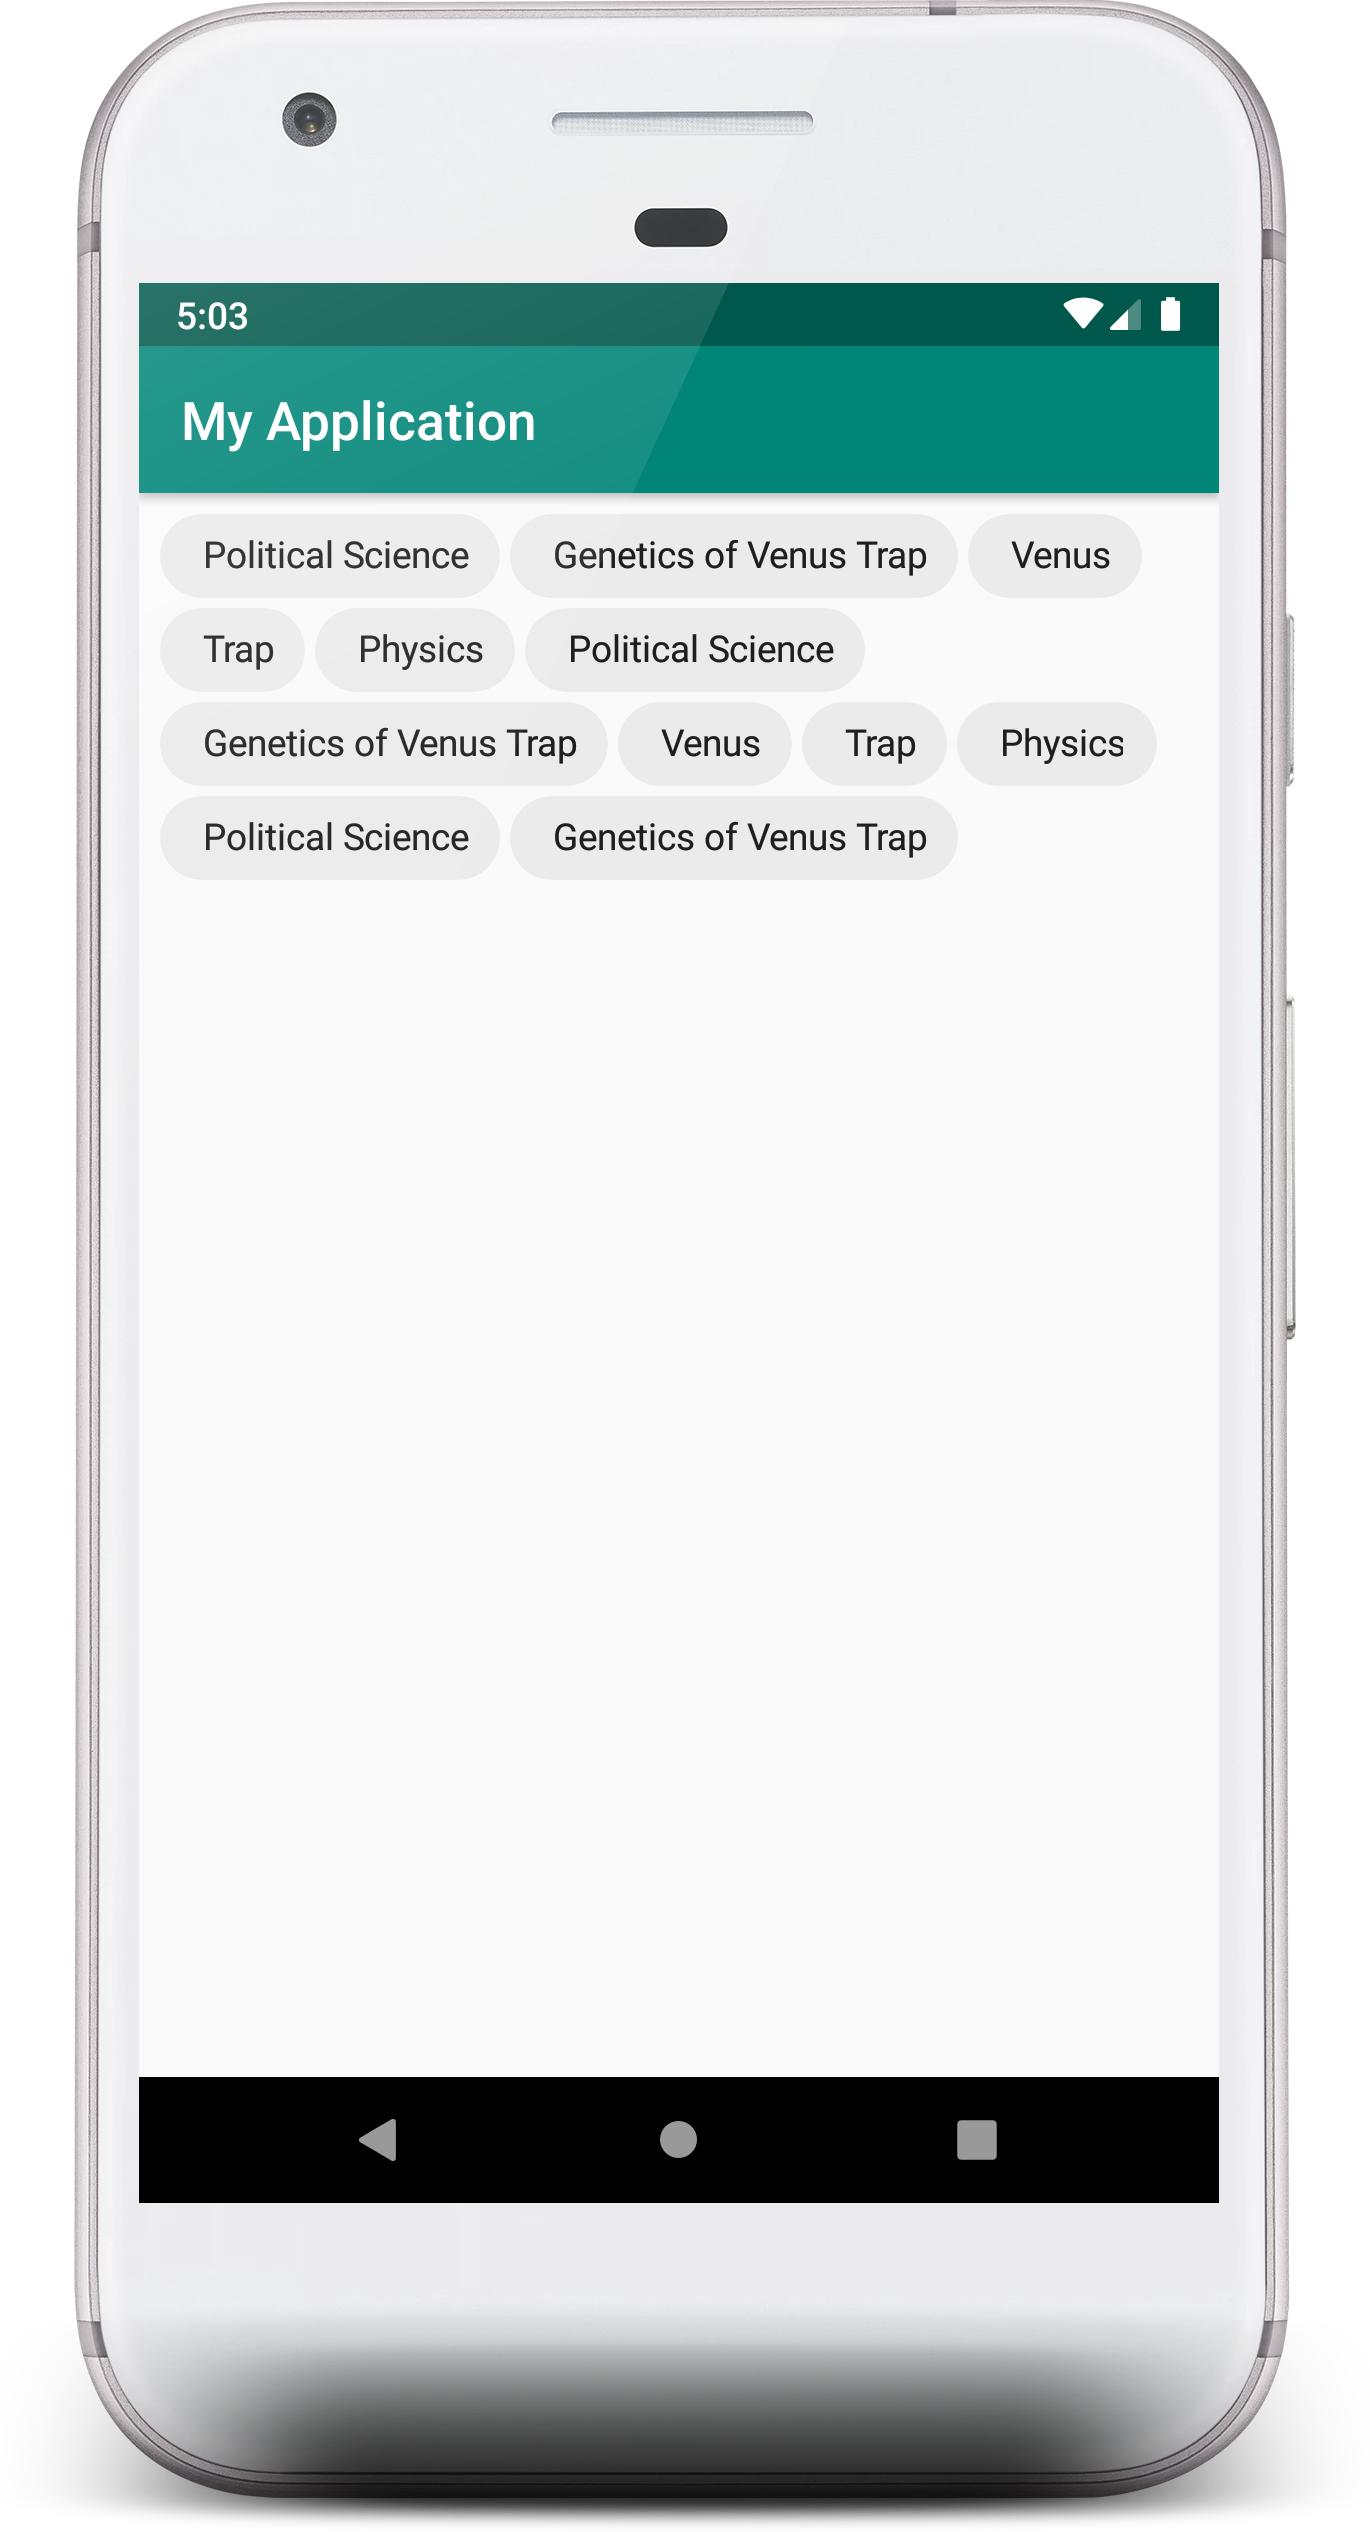 5:03
My Application
Political Science Genetics of Venus Trap Venus
Trap Physics Political Science
Genetics of Venus Trap Venus Trap Physics
Political Science Genetics of Venus Trap